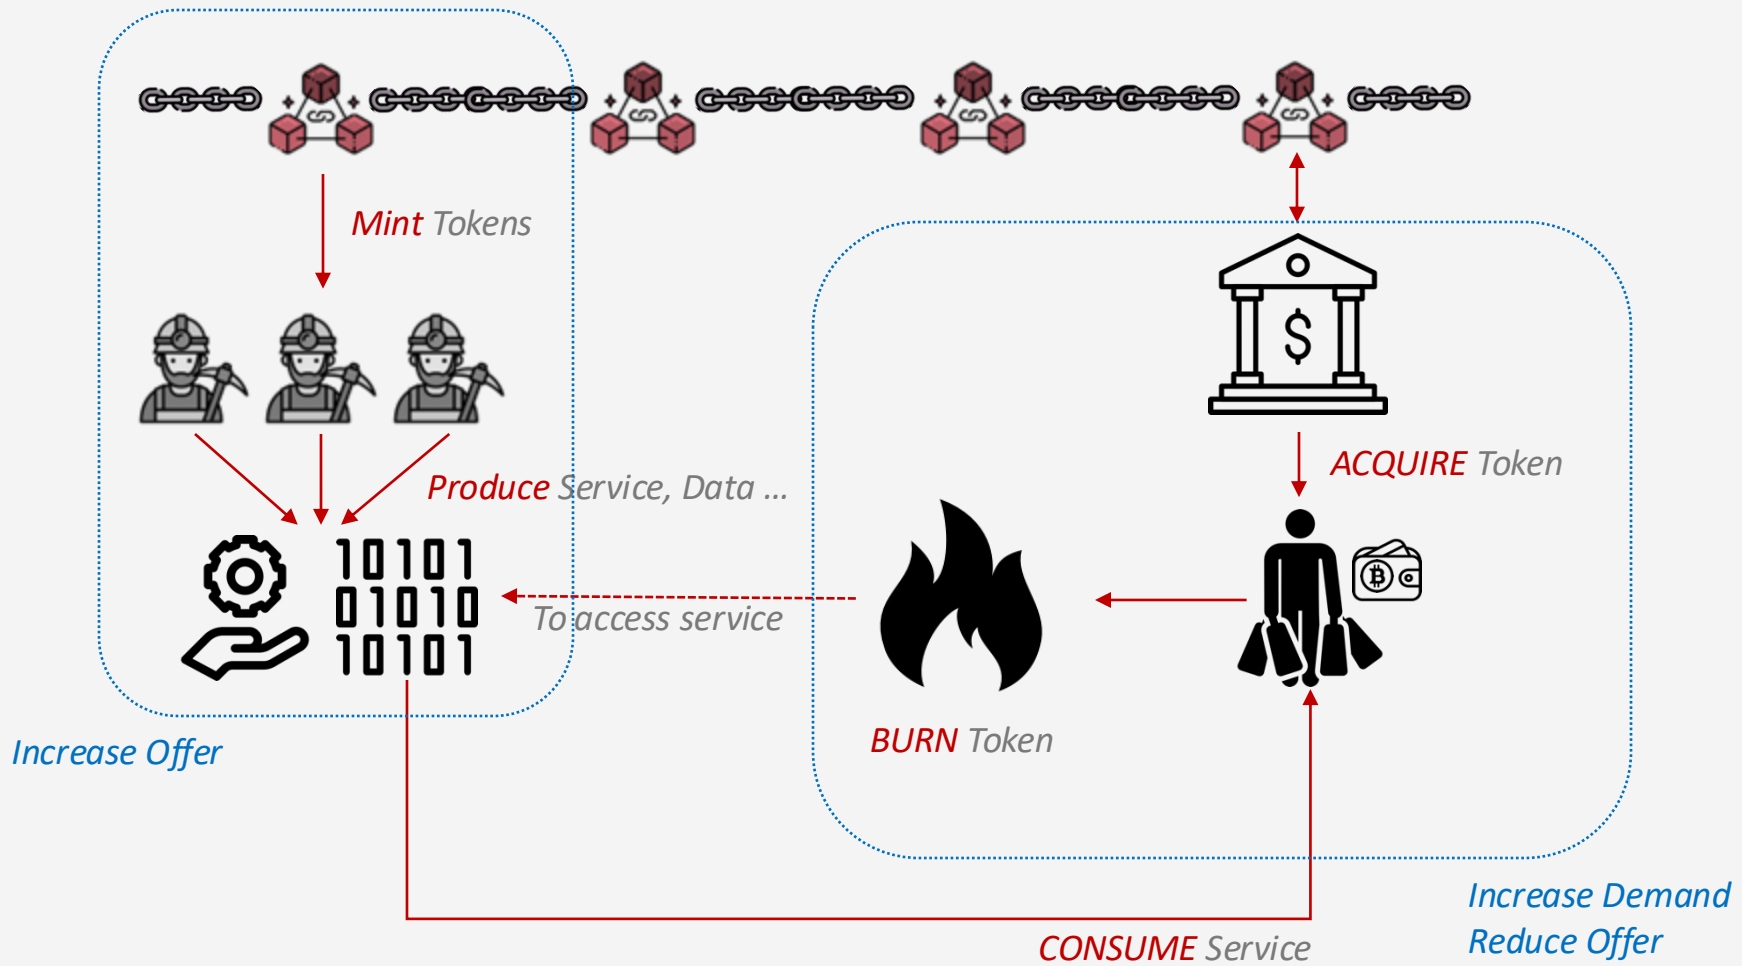 Mint Tokens
$
ACQUIRE Token
Produce Service, Data ...
10101
01010
10101
To access service
BURN Token
Increase Offer
Increase Demand
Reduce Offer
CONSUME Service